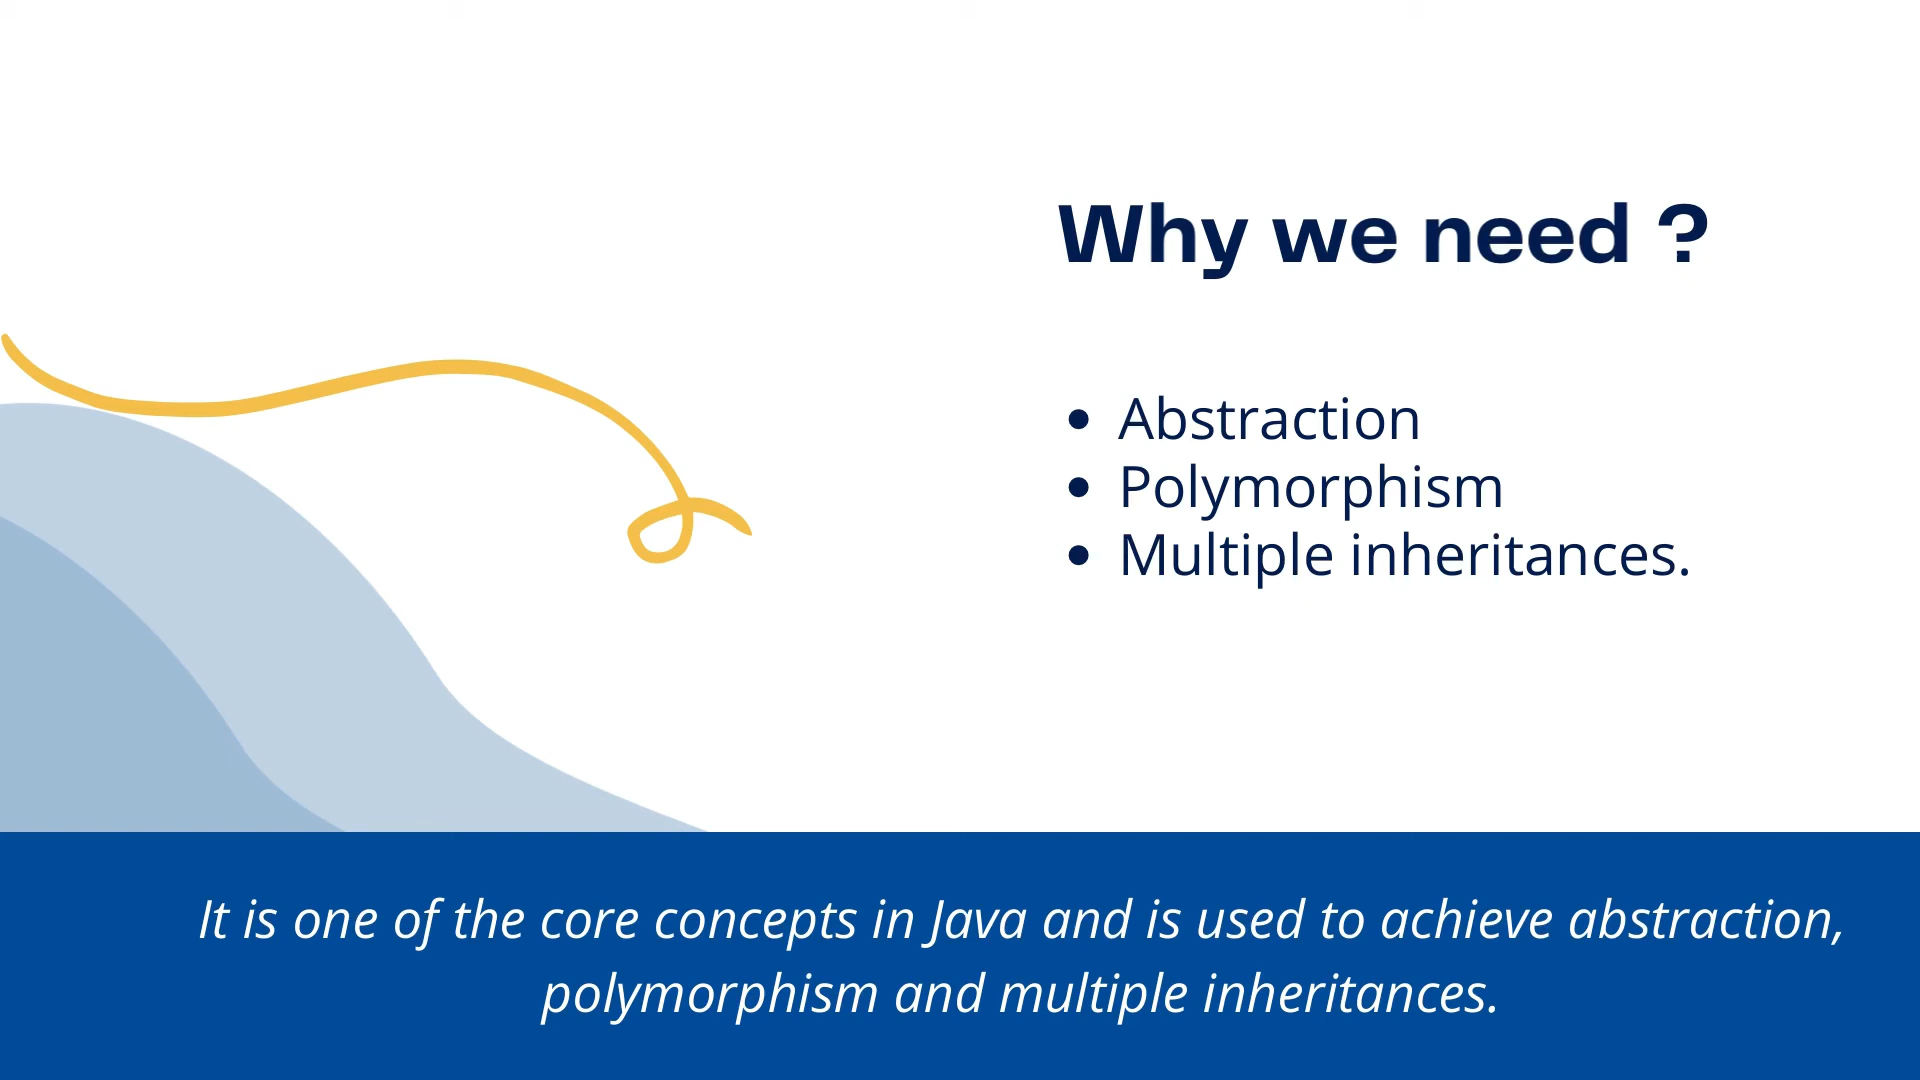 Why we need ?
• Abstraction
• Polymorphism
• Multiple inheritances.
It is one of the core concepts in Java and is used to achieve abstraction,
polymorphism and multiple inheritances.